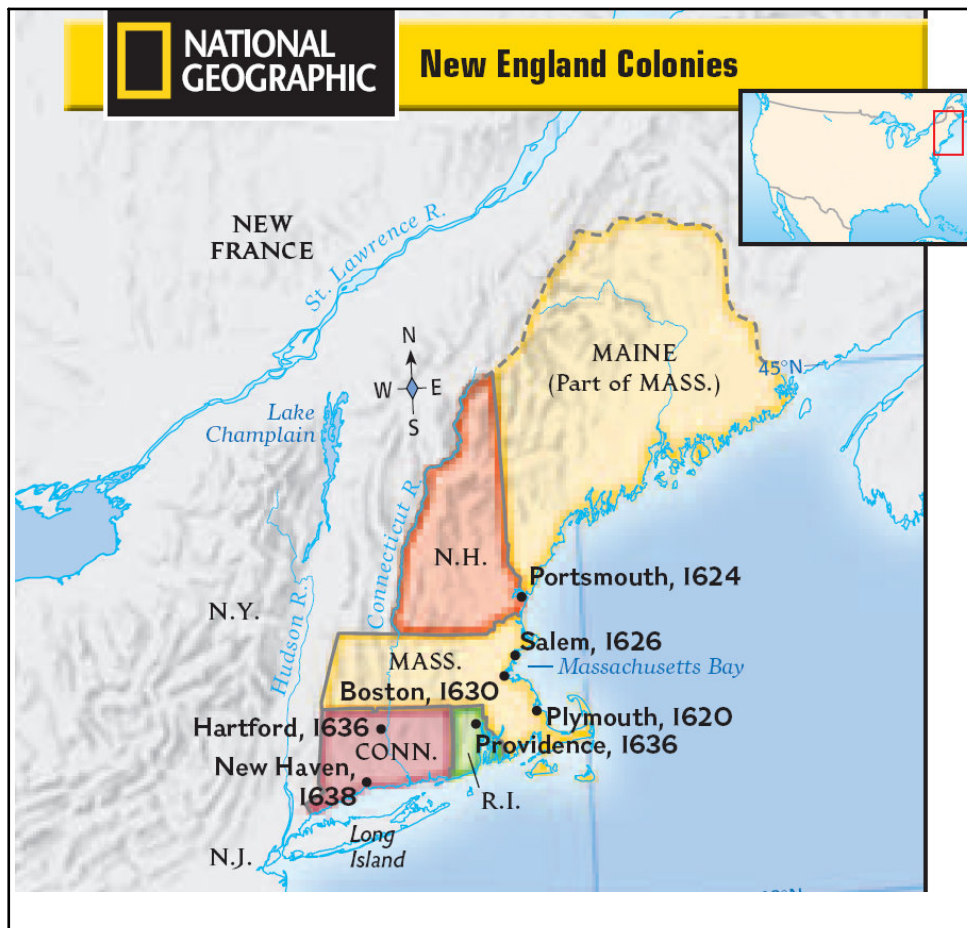 NATIONAL
GEOGRAPHIC
New England Colonies
NEW
FRANCE
St. Lawrence R.
N
W
E
S
MAINE
(Part of MASS.)
45°N
Lake
Champlain
Connecticut R.
N.H.
Hudson R.
N.Y.
Portsmouth, 1624
Salem, 1626
MASS.
Massachusetts Bay
Boston, 1630
Plymouth, 1620
Hartford, 1636
CONN.
Providence, 1636
New Haven,
1638
R.I.
Long
Island
N.J.